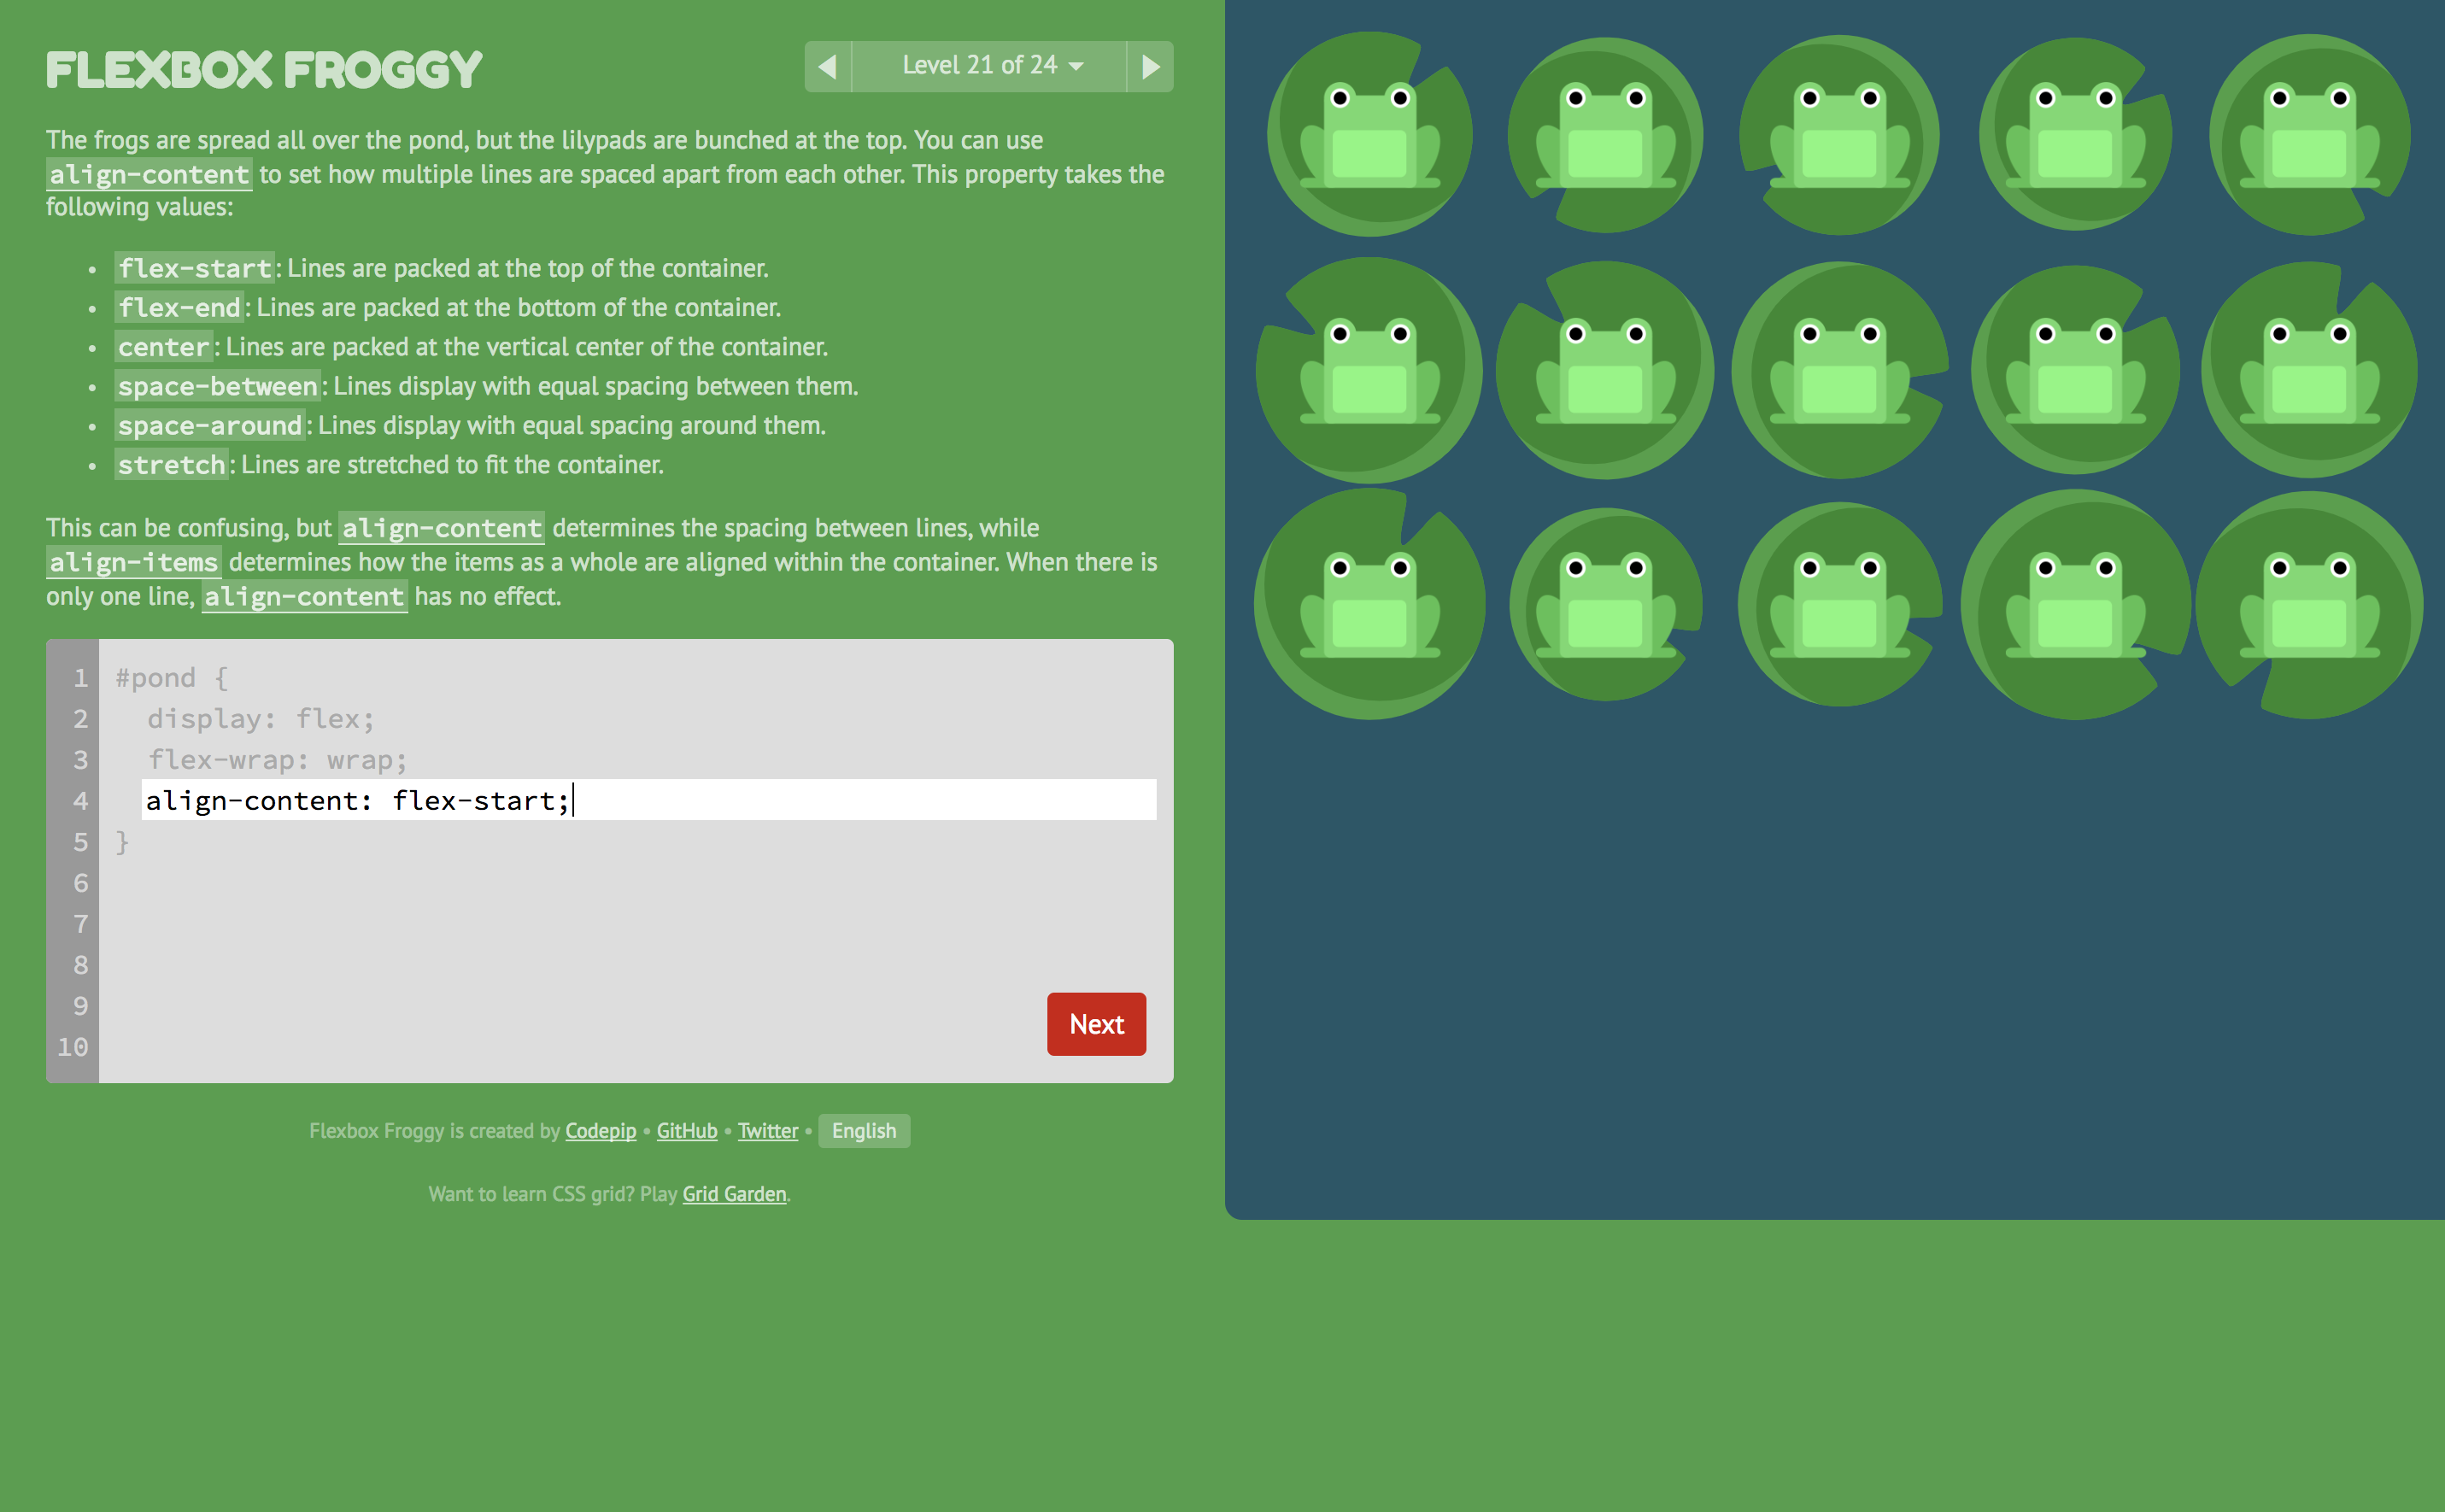 FLEXBOX FROGGY
Level 21 of 24
The frogs are spread all over the pond, but the lilypads are bunched at the top. You can use
align-content to set how multiple lines are spaced apart from each other. This property takes the
following values:
• flex-start: Lines are packed at the top of the container.
• flex-end: Lines are packed at the bottom of the container.
• center: Lines are packed at the vertical center of the container.
• space-between: Lines display with equal spacing between them.
• space-around: Lines display with equal spacing around them.
• stretch: Lines are stretched to fit the container.
This can be confusing, but align-content determines the spacing between lines, while
align-items determines how the items as a whole are aligned within the container. When there is
only one line, align-content has no effect.
1 #pond {
2 display: flex;
3 flex-wrap: wrap;
4 align-content: flex-start;
5 }
6
7
8
9
10
Next
Flexbox Froggy is created by Codepip • GitHub • Twitter • English
Want to learn CSS grid? Play Grid Garden.